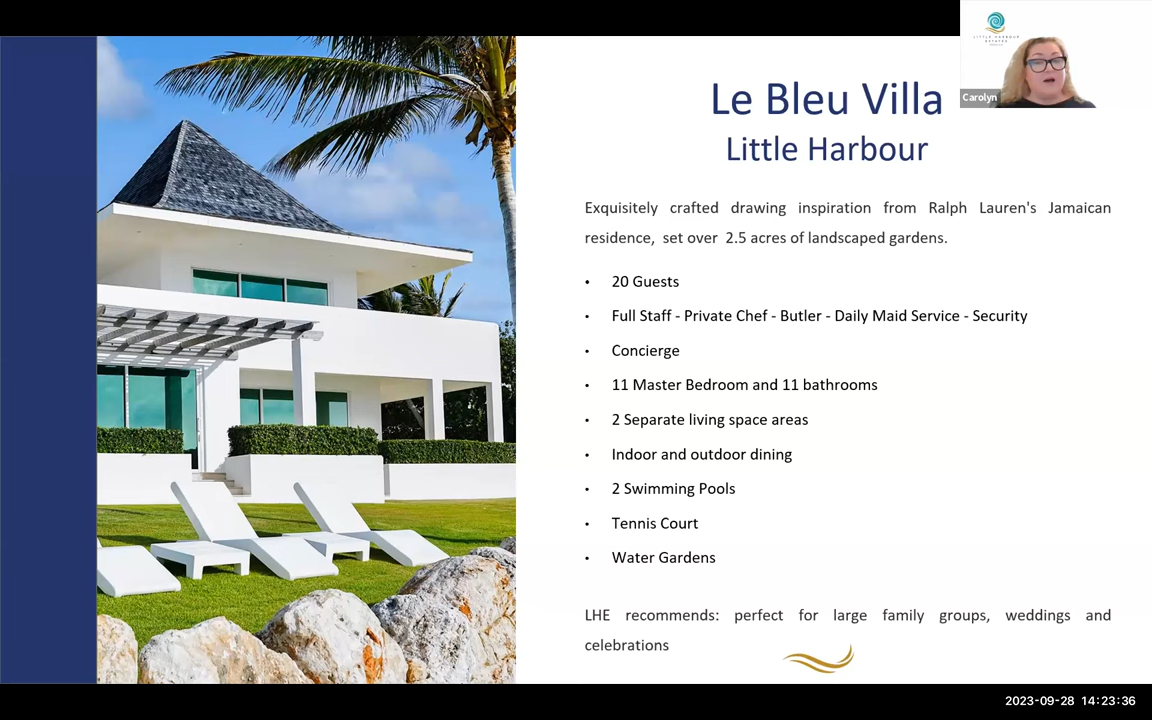 LITTLE HARBOUR
ESTATES
Carolyn
Le Bleu Villa
Little Harbour
Exquisitely crafted drawing inspiration from Ralph Lauren's Jamaican
residence, set over 2.5 acres of landscaped gardens.
• 20 Guests
• Full Staff - Private Chef - Butler - Daily Maid Service - Security
• Concierge
• 11 Master Bedroom and 11 bathrooms
• 2 Separate living space areas
• Indoor and outdoor dining
• 2 Swimming Pools
• Tennis Court
• Water Gardens
LHE recommends: perfect for large family groups, weddings and
celebrations
2023-09-28 14:23:36